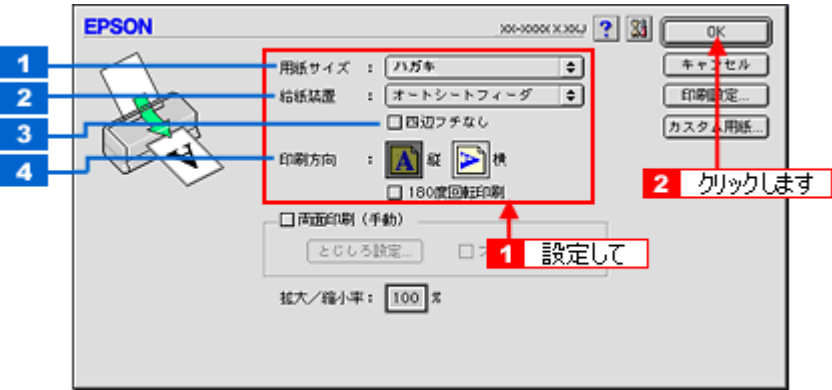 EPSON
XX-XXXX X.XXJ ?
OK
1 用紙サイズ : ハガキ
キャンセル
2 給紙装置 : オートシートフィーダ
印刷設定...
3 四辺フチなし
カスタム用紙...
4 印刷方向 : A 縦 A 横
2 クリックします
180度回転印刷
両面印刷(手動)
とじしろ設定...
1 設定して
拡大/縮小率: 100 %